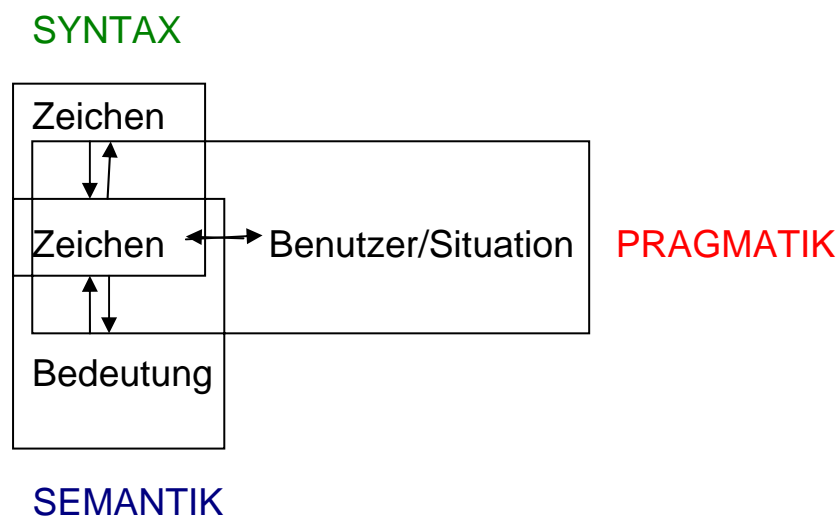 SYNTAX
Zeichen
Zeichen Benutzer/Situation PRAGMATIK
Bedeutung
SEMANTIK